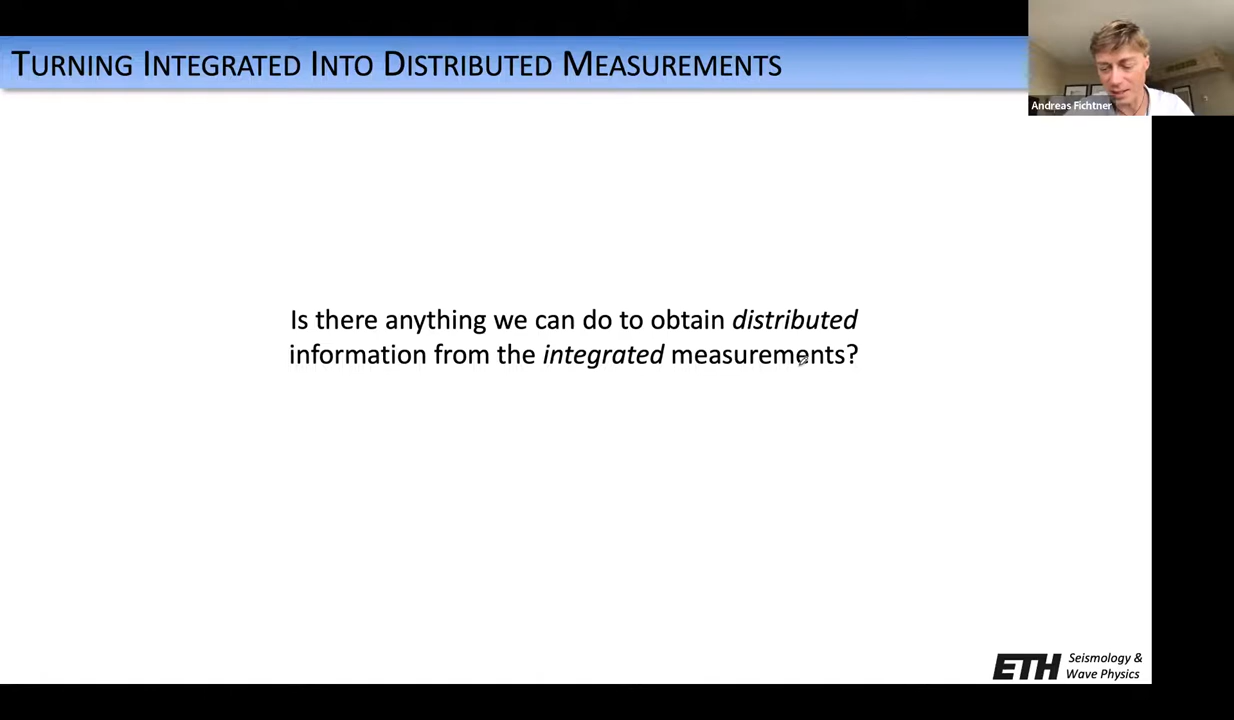 TURNING INTEGRATED INTO DISTRIBUTED MEASUREMENTS
Andreas Fichtner
Is there anything we can do to obtain distributed
information from the integrated measurements?
ETH Seismology &
Wave Physics